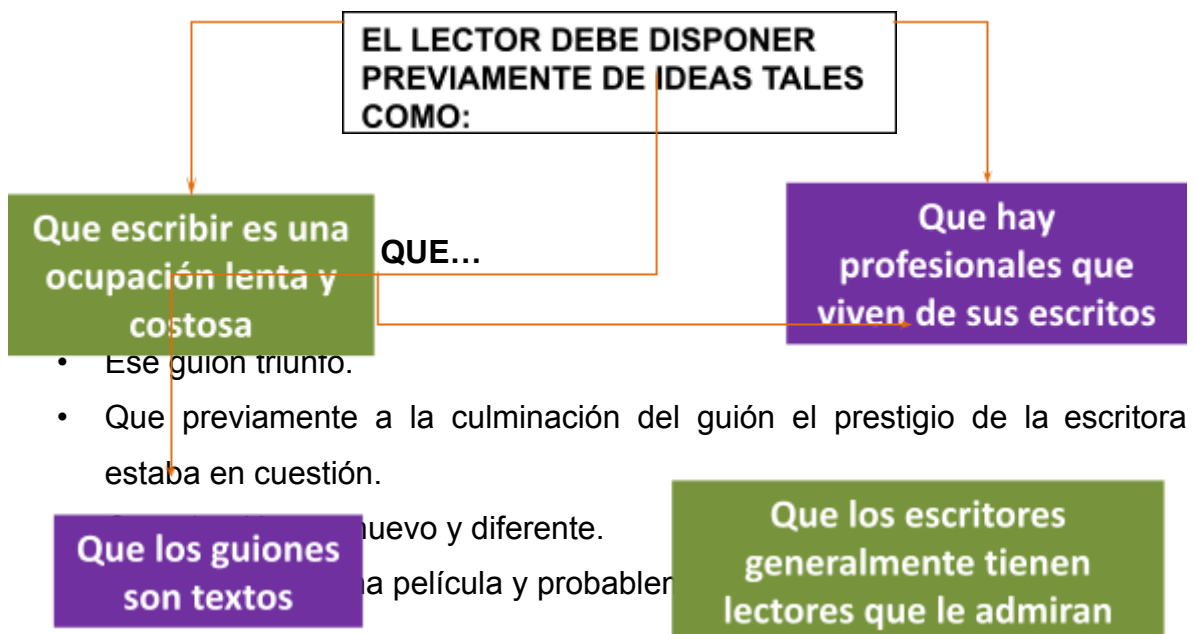 EL LECTOR DEBE DISPONER
PREVIAMENTE DE IDEAS TALES
COMO:
Que escribir es una
ocupación lenta y
costosa
QUE…
Que hay
profesionales que
viven de sus escritos
• Ese guión triunfo.
• Que previamente a la culminación del guión el prestigio de la escritora
estaba en cuestión.
nuevo y diferente.
película y
Que los guiones
son textos
Que los escritores
generalmente tienen
lectores que le admiran